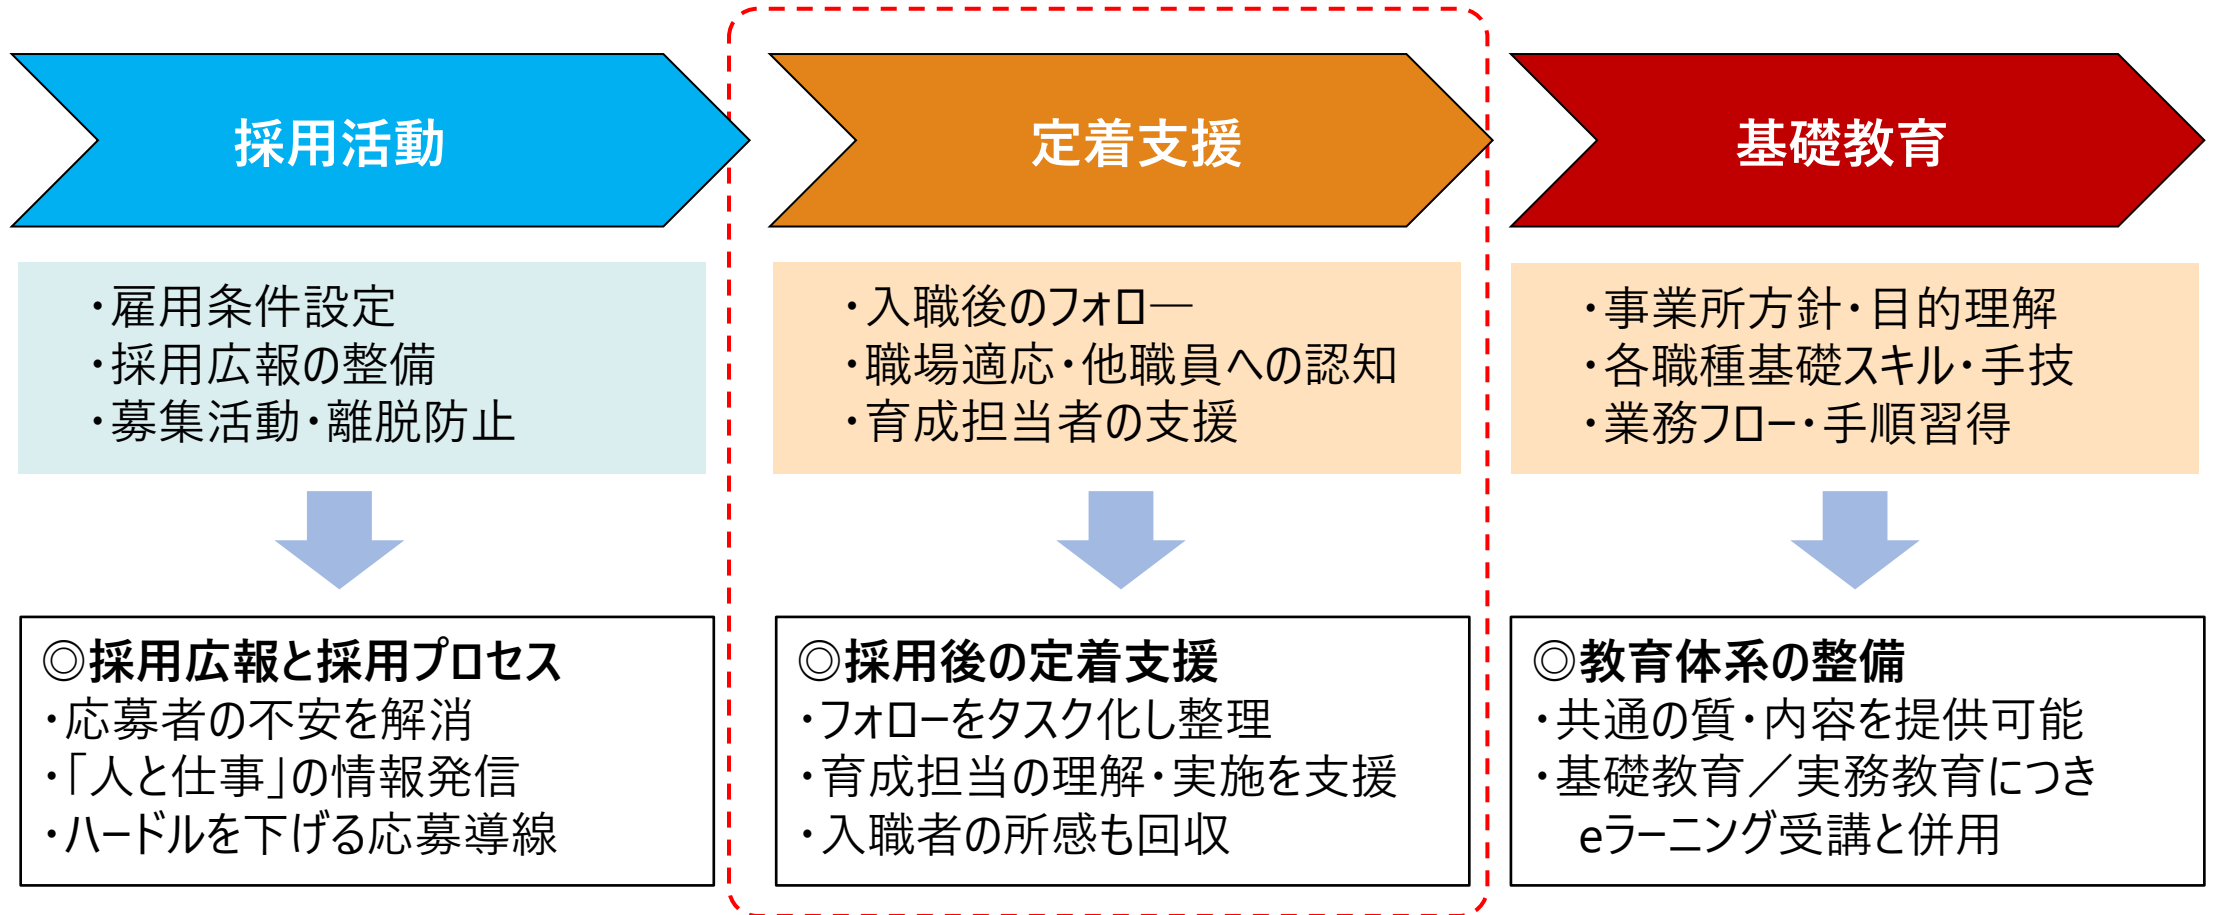 採用活動
定着支援
基礎教育
・雇用条件設定
・採用広報の整備
・募集活動・離脱防止
・入職後のフォロ―
・職場適応・他職員への認知
・育成担当者の支援
・事業所方針・目的理解
・各職種基礎スキル・手技
・業務フロー・手順習得
◎採用広報と採用プロセス
・応募者の不安を解消
・「人と仕事」の情報発信
・ハードルを下げる応募導線
◎採用後の定着支援
・フォローをタスク化し整理
・育成担当の理解・実施を支援
・入職者の所感も回収
◎教育体系の整備
・共通の質・内容を提供可能
・基礎教育／実務教育につき
eラーニング受講と併用